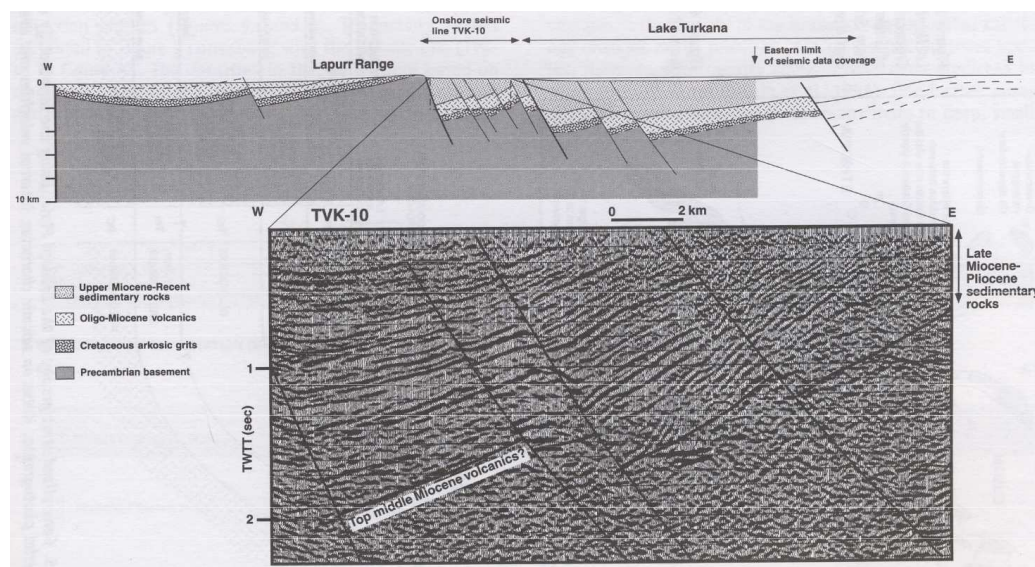 Onshore seismic
line TVK-10
Lake Turkana
W
Lapurr Range
Eastern limit
of seismic data coverage
E
0
10 km
W
TVK-10
0 2 km
E
Late
Miocene-
Pliocene
sedimentary
rocks
Upper Miocene-Recent
sedimentary rocks
Oligo-Miocene volcanics
Cretaceous arkosic grits
Precambrian basement
1
TWTT (sec)
2
Top middle Miocene volcanics?